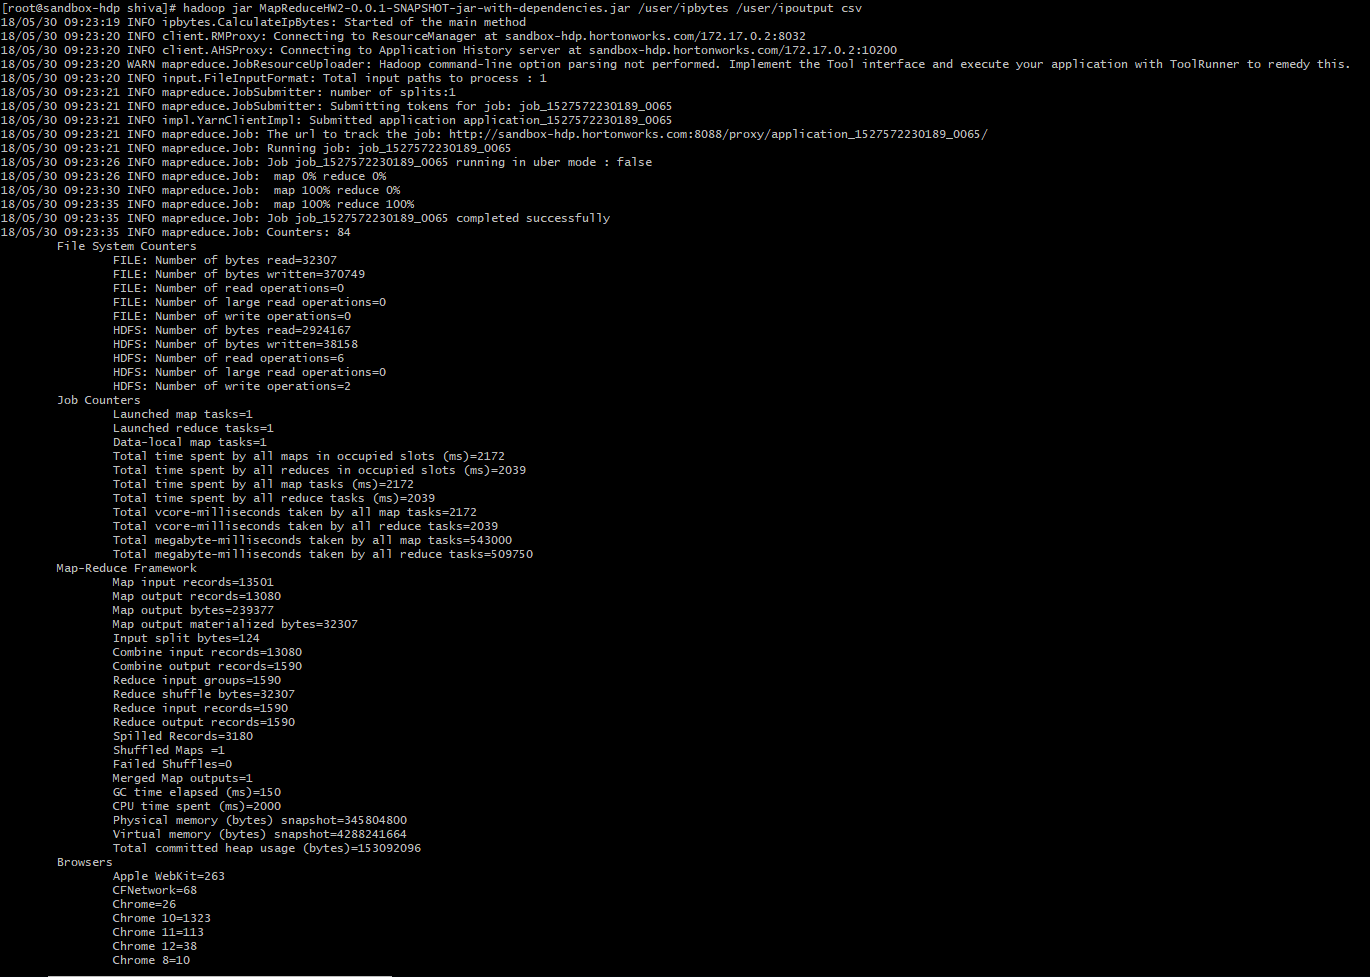 [root@sandbox-hdp shiva]# hadoop jar MapReduceHW2-0.0.1-SNAPSHOT-jar-with-dependencies.jar /user/ipbytes /user/ipoutput csv
18/05/30 09:23:19 INFO ipbytes.CalculateIpBytes: Started of the main method
18/05/30 09:23:20 INFO client.RMProxy: Connecting to ResourceManager at sandbox-hdp.hortonworks.com/172.17.0.2:8032
18/05/30 09:23:20 INFO client.AHSProxy: Connecting to Application History server at sandbox-hdp.hortonworks.com/172.17.0.2:10200
18/05/30 09:23:20 WARN mapreduce.JobResourceUploader: Hadoop command-line option parsing not performed. Implement the Tool interface and execute your application with ToolRunner to remedy this.
18/05/30 09:23:20 INFO input.FileInputFormat: Total input paths to process : 1
18/05/30 09:23:21 INFO mapreduce.JobSubmitter: number of splits:1
18/05/30 09:23:21 INFO mapreduce.JobSubmitter: Submitting tokens for job: job_1527572230189_0065
18/05/30 09:23:21 INFO impl.YarnClientImpl: Submitted application application_1527572230189_0065
18/05/30 09:23:21 INFO mapreduce.Job: The url to track the job: http://sandbox-hdp.hortonworks.com:8088/proxy/application_1527572230189_0065/
18/05/30 09:23:21 INFO mapreduce.Job: Running job: job_1527572230189_0065
18/05/30 09:23:26 INFO mapreduce.Job: Job job_1527572230189_0065 running in uber mode : false
18/05/30 09:23:26 INFO mapreduce.Job:  map 0% reduce 0%
18/05/30 09:23:30 INFO mapreduce.Job:  map 100% reduce 0%
18/05/30 09:23:35 INFO mapreduce.Job:  map 100% reduce 100%
18/05/30 09:23:35 INFO mapreduce.Job: Job job_1527572230189_0065 completed successfully
18/05/30 09:23:35 INFO mapreduce.Job: Counters: 84
File System Counters
FILE: Number of bytes read=32307
FILE: Number of bytes written=370749
FILE: Number of read operations=0
FILE: Number of large read operations=0
FILE: Number of write operations=0
HDFS: Number of bytes read=2924167
HDFS: Number of bytes written=38158
HDFS: Number of read operations=6
HDFS: Number of large read operations=0
HDFS: Number of write operations=2
Job Counters
Launched map tasks=1
Launched reduce tasks=1
Data-local map tasks=1
Total time spent by all maps in occupied slots (ms)=2172
Total time spent by all reduces in occupied slots (ms)=2039
Total time spent by all map tasks (ms)=2172
Total time spent by all reduce tasks (ms)=2039
Total vcore-milliseconds taken by all map tasks=2172
Total vcore-milliseconds taken by all reduce tasks=2039
Total megabyte-milliseconds taken by all map tasks=543000
Total megabyte-milliseconds taken by all reduce tasks=509750
Map-Reduce Framework
Map input records=13501
Map output records=13080
Map output bytes=239377
Map output materialized bytes=32307
Input split bytes=124
Combine input records=13080
Combine output records=1590
Reduce input groups=1590
Reduce shuffle bytes=32307
Reduce input records=1590
Reduce output records=1590
Spilled Records=3180
Shuffled Maps =1
Failed Shuffles=0
Merged Map outputs=1
GC time elapsed (ms)=150
CPU time spent (ms)=2000
Physical memory (bytes) snapshot=345804800
Virtual memory (bytes) snapshot=4288241664
Total committed heap usage (bytes)=153092096
Browsers
Apple WebKit=263
CFNetwork=68
Chrome=26
Chrome 10=1323
Chrome 11=113
Chrome 12=38
Chrome 8=10